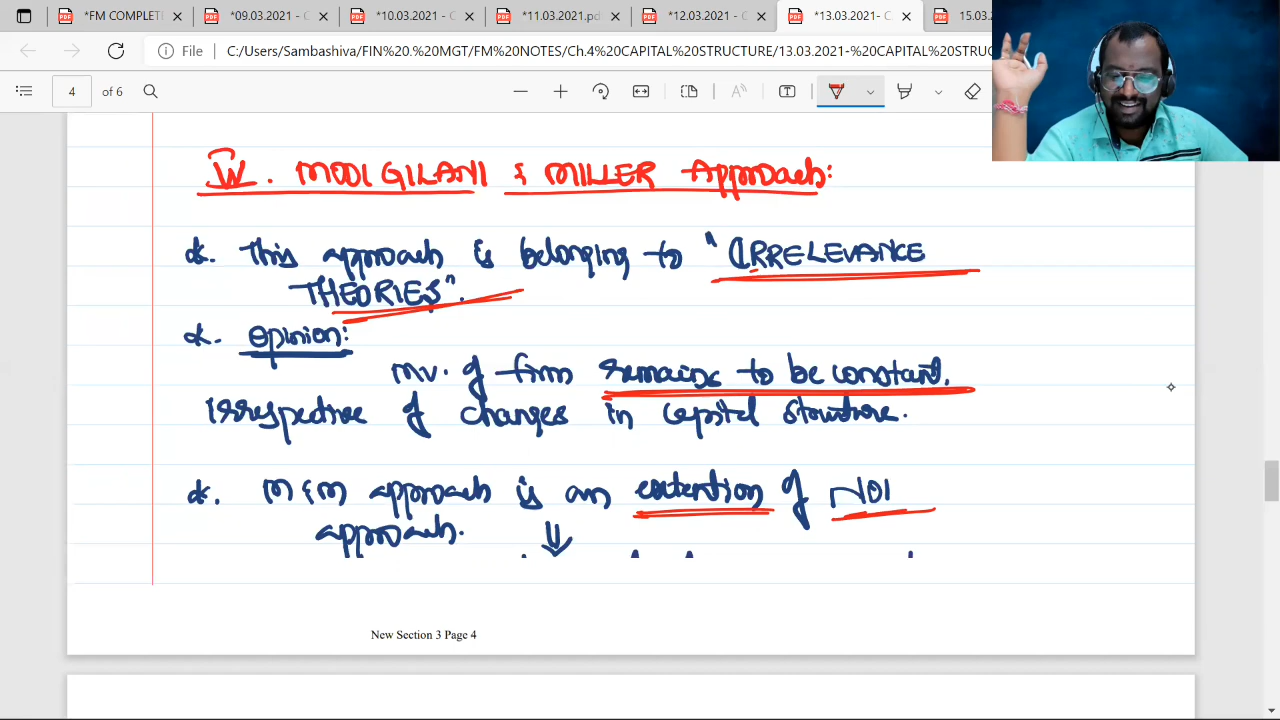 *FM COMPLET
*09.03.2021 - C
*10.03.2021 - C
*11.03.2021.pd
*12.03.2021 - C
*13.03.2021- C
15.03
File
C:/Users/Sambashiva/FIN%20.%20MGT/FM%20NOTES/Ch.4%20CAPITAL%20STRUCTURE/13.03.2021-%20CAPITAL%20STRUC
4 of 6
IV. MODIGILANI & MILLER Approach:
This approach is belonging to "IRRELEVANCE
THEORIES".
Opinion:
MV. of firm remains to be constant,
irrespective of changes in capital structure.
M&M approach is an extention of NOI
approach.
New Section 3 Page 4